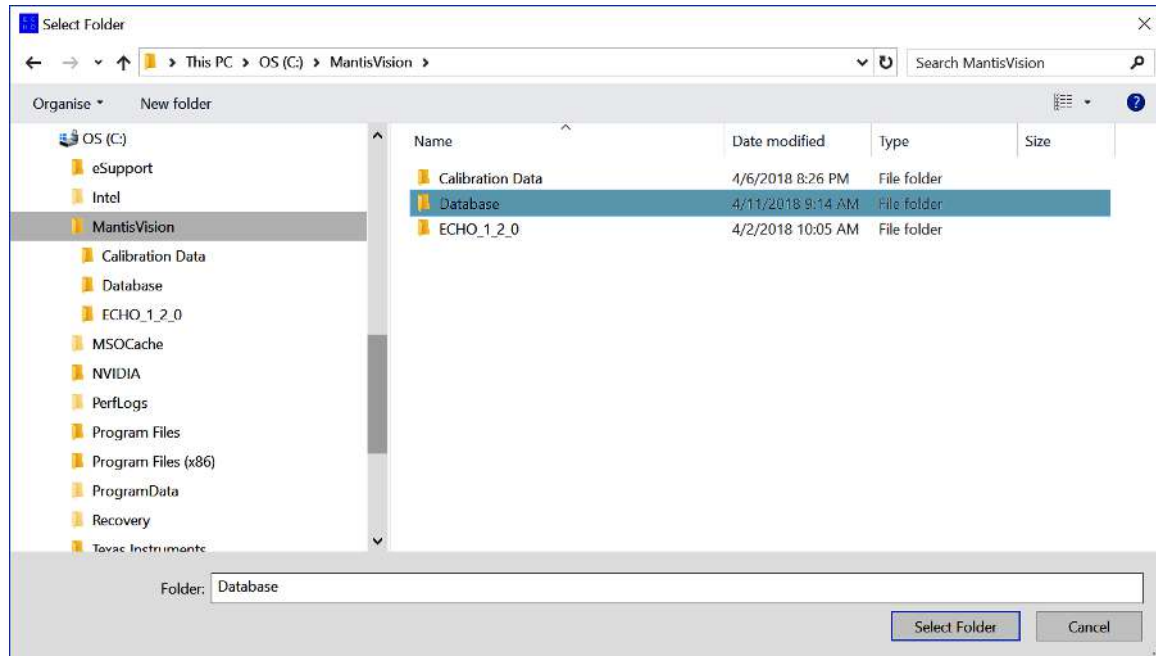 Select Folder
This PC > OS (C:) > MantisVision >
Search MantisVision
Organise
New folder
OS (C:)
eSupport
Intel
MantisVision
Calibration Data
Database
ECHO_1_2_0
MSOCache
NVIDIA
PerfLogs
Program Files
Program Files (x86)
ProgramData
Recovery
Texas Instruments
Name Date modified Type Size
Calibration Data 4/6/2018 8:26 PM File folder
Database 4/11/2018 9:14 AM File folder
ECHO_1_2_0 4/2/2018 10:05 AM File folder
Folder: Database
Select Folder Cancel